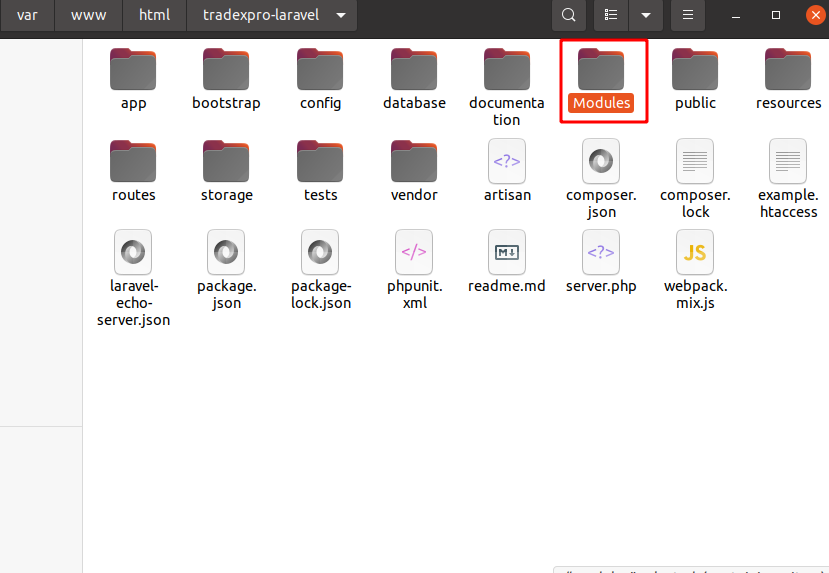 var www html tradexpro-laravel
app bootstrap config database documenta Modules public resources
tion
routes storage tests vendor artisan composer. composer. example.
json lock htaccess
laravel- package. package- phpunit. readme.md server.php webpack.
echo- json lock.json xml mix.js
server.json